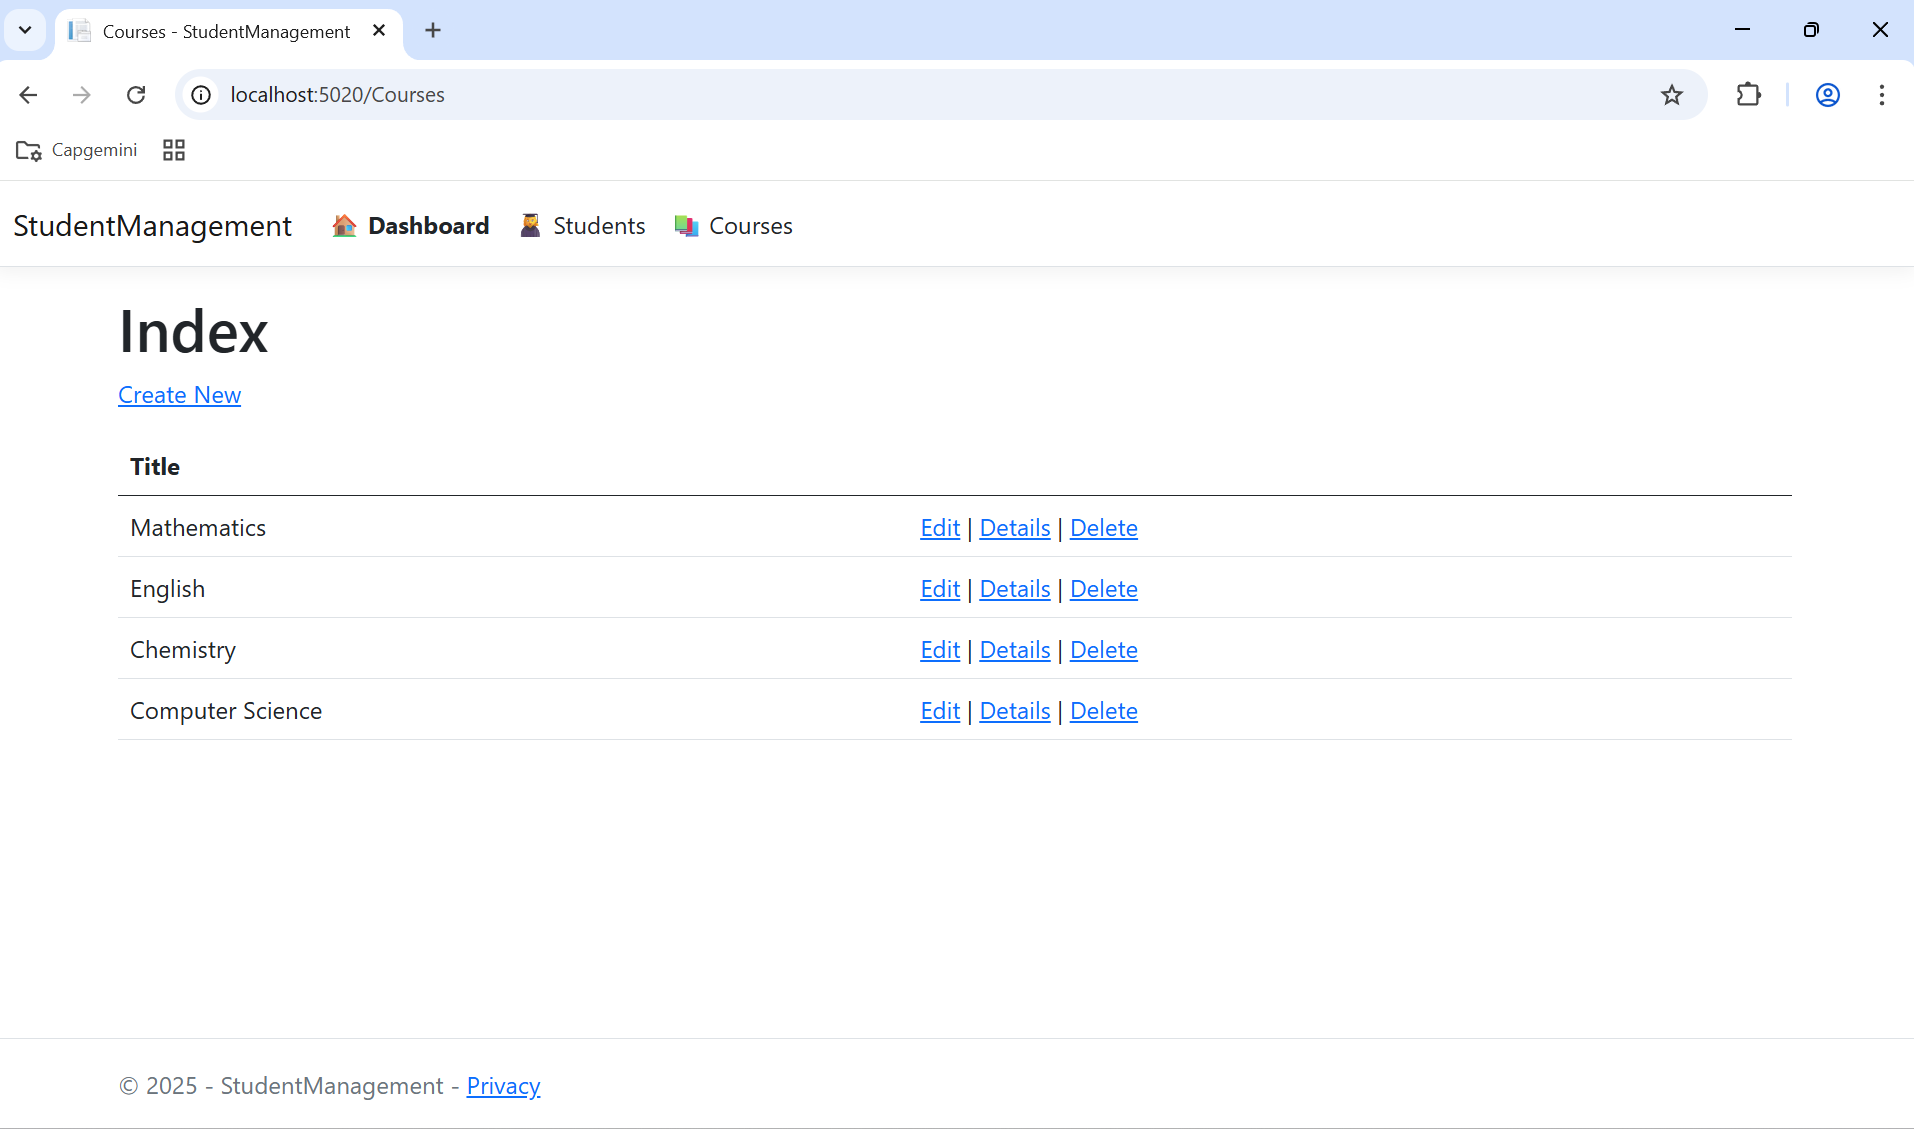 Courses - StudentManagement
localhost:5020/Courses
Capgemini
StudentManagement Dashboard Students Courses
Index
Create New
Title
Mathematics Edit | Details | Delete
English Edit | Details | Delete
Chemistry Edit | Details | Delete
Computer Science Edit | Details | Delete
© 2025 - StudentManagement - Privacy